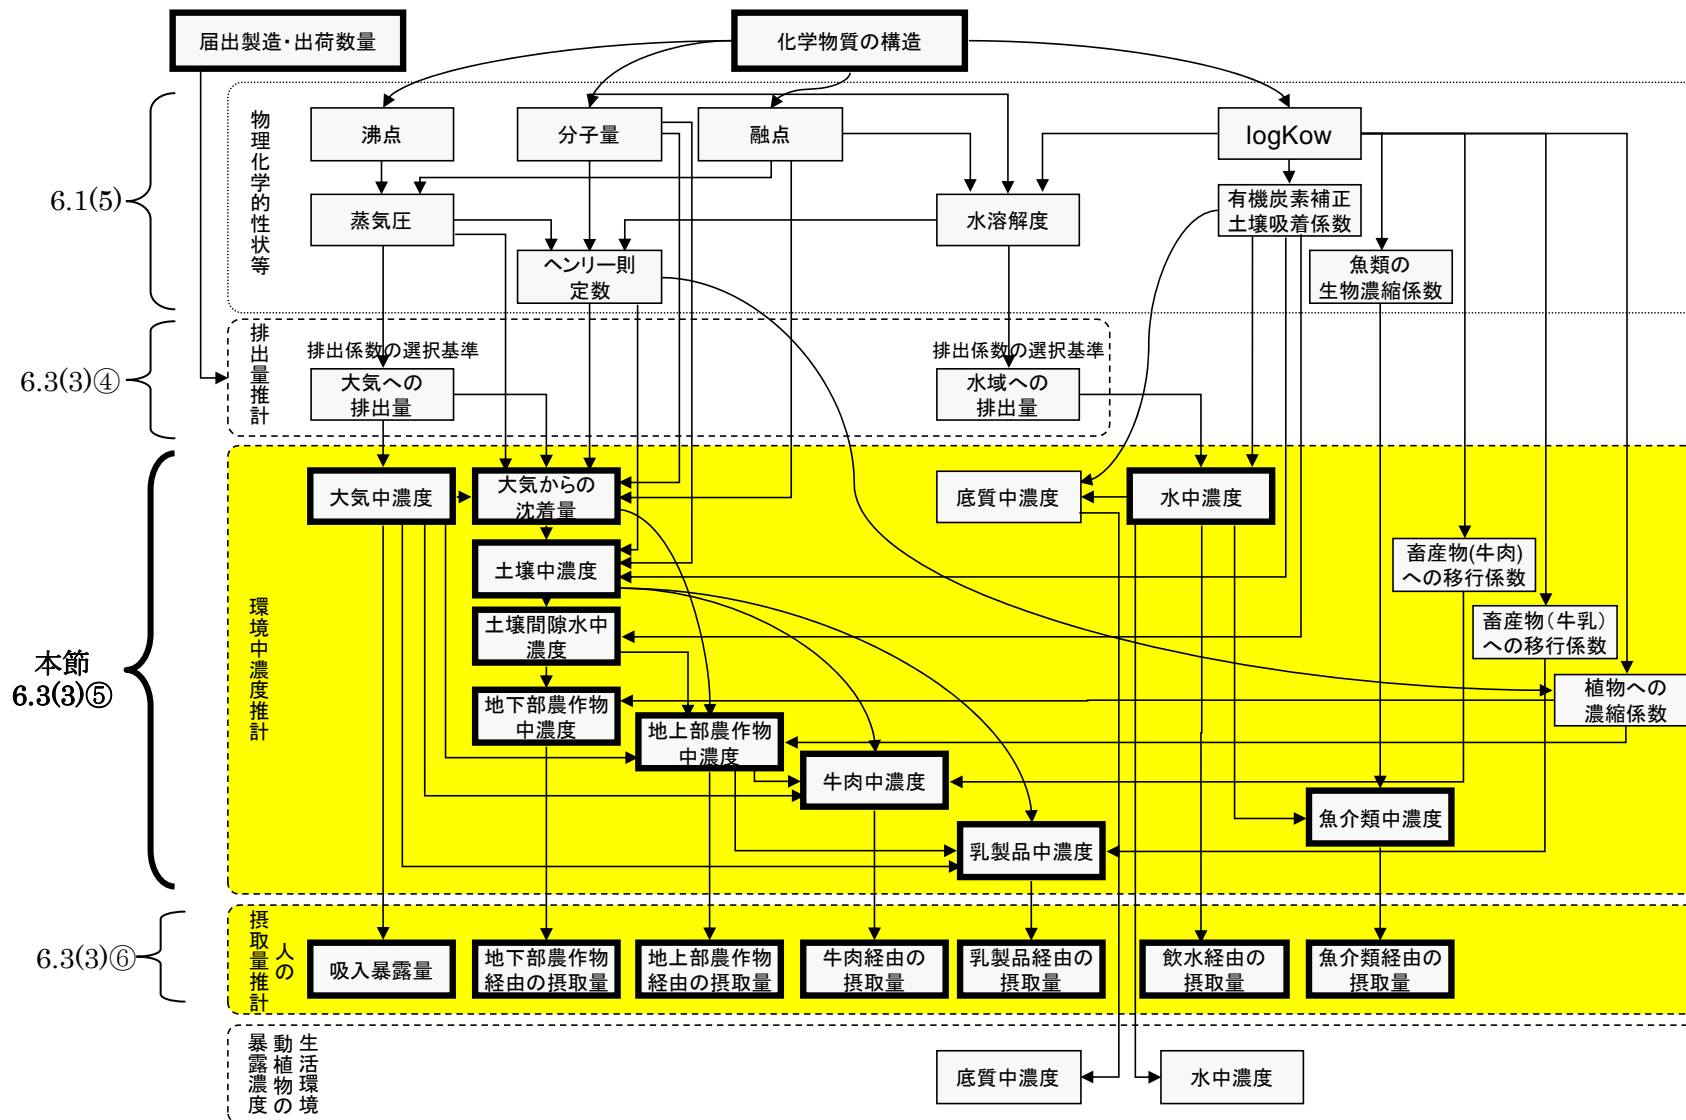 届出製造・出荷数量
化学物質の構造
6.1(5)
物理化学的性状等
沸点
分子量
融点
logKow
蒸気圧
水溶解度
有機炭素補正
土壌吸着係数
ヘンリー則
定数
魚類の
生物濃縮係数
6.3(3)④
排出量推計
排出係数の選択基準
排出係数の選択基準
大気への
排出量
水域への
排出量
本節
6.3(3)⑤
環境中濃度推計
大気中濃度
大気からの
沈着量
底質中濃度
水中濃度
土壌中濃度
畜産物(牛肉)
への移行係数
土壌間隙水中
濃度
畜産物(牛乳)
への移行係数
地下部農作物
中濃度
植物への
濃縮係数
地上部農作物
中濃度
牛肉中濃度
魚介類中濃度
乳製品中濃度
6.3(3)⑥
人の
摂取量推計
吸入暴露量
地下部農作物
経由の摂取量
地上部農作物
経由の摂取量
牛肉経由の
摂取量
乳製品経由の
摂取量
飲水経由の
摂取量
魚介類経由の
摂取量
生活環境
動植物の
暴露濃度
底質中濃度
水中濃度